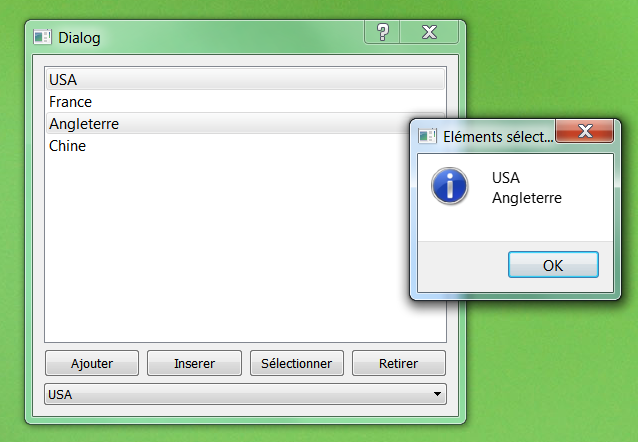 Dialog
USA
France
Angleterre
Chine
Eléments sélect...
USA
Angleterre
OK
Ajouter
Inserer
Sélectionner
Retirer
USA